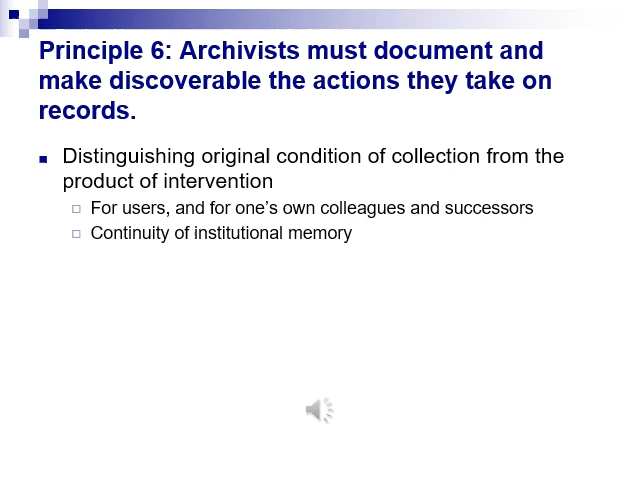 Principle 6: Archivists must document and
make discoverable the actions they take on
records.
Distinguishing original condition of collection from the
product of intervention
For users, and for one’s own colleagues and successors
Continuity of institutional memory